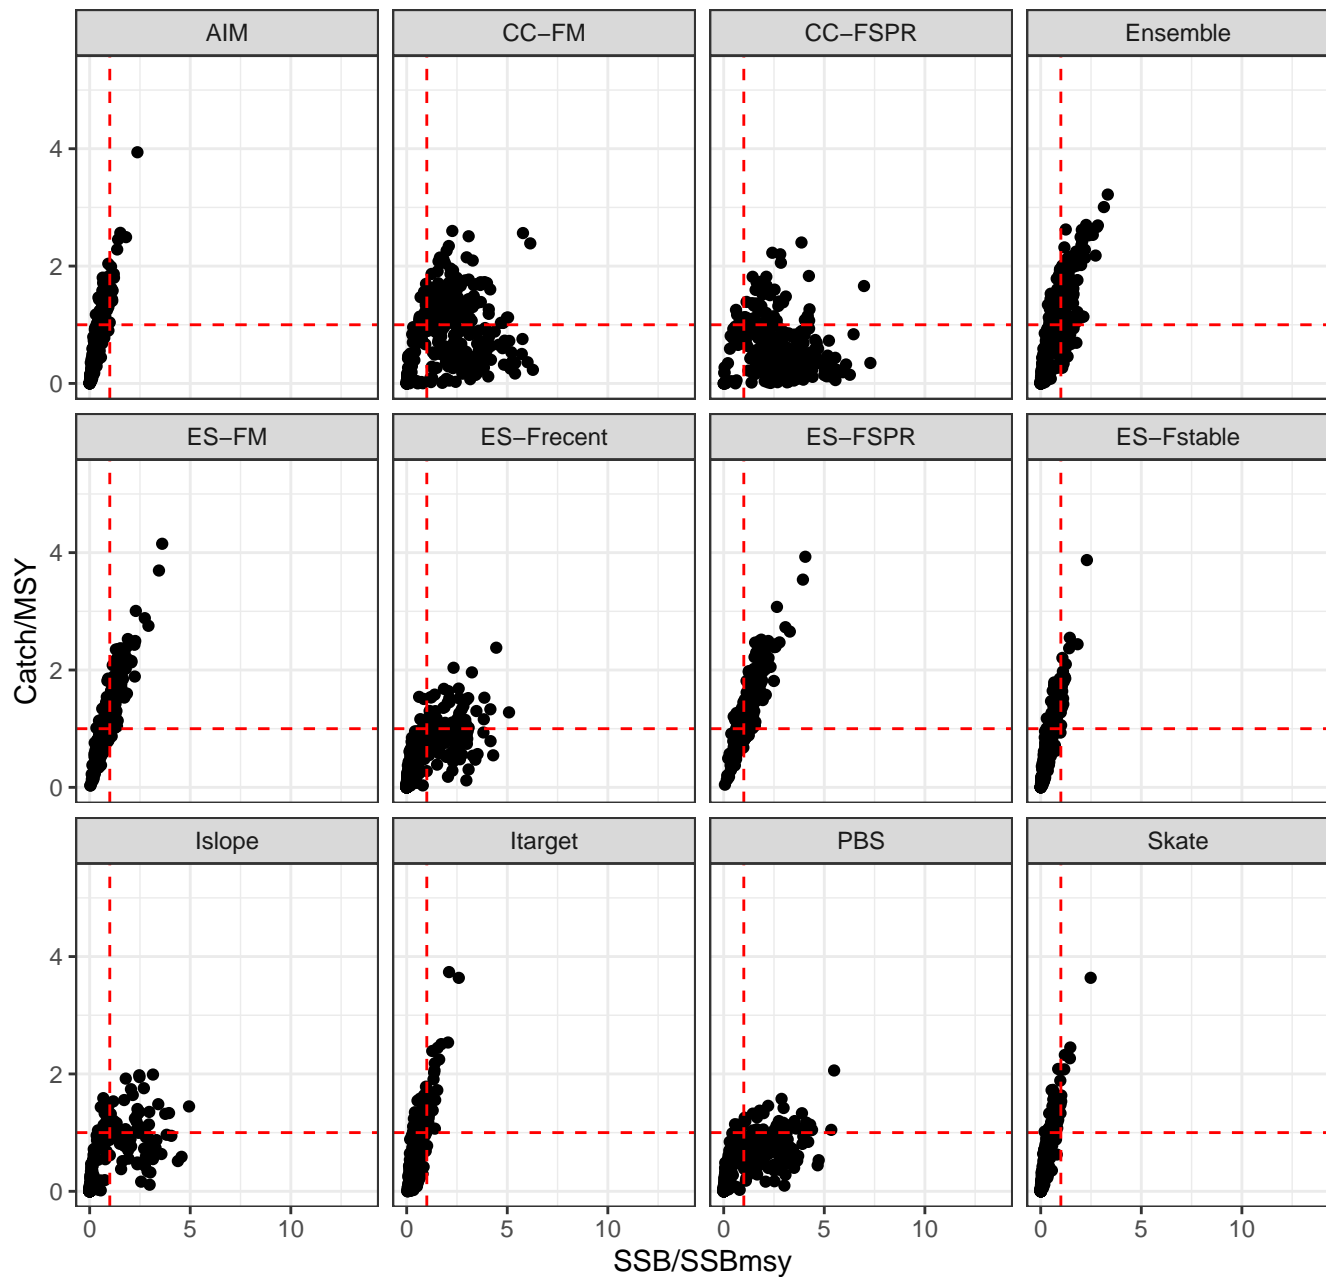 AIM CC−FM CC−FSPR Ensemble
4
2
0
ES−FM ES−Frecent ES−FSPR ES−Fstable
4
2
0
Catch/MSY
Islope Itarget PBS Skate
4
2
0
0 5 10 0 5 10 0 5 10 0 5 10
SSB/SSBmsy